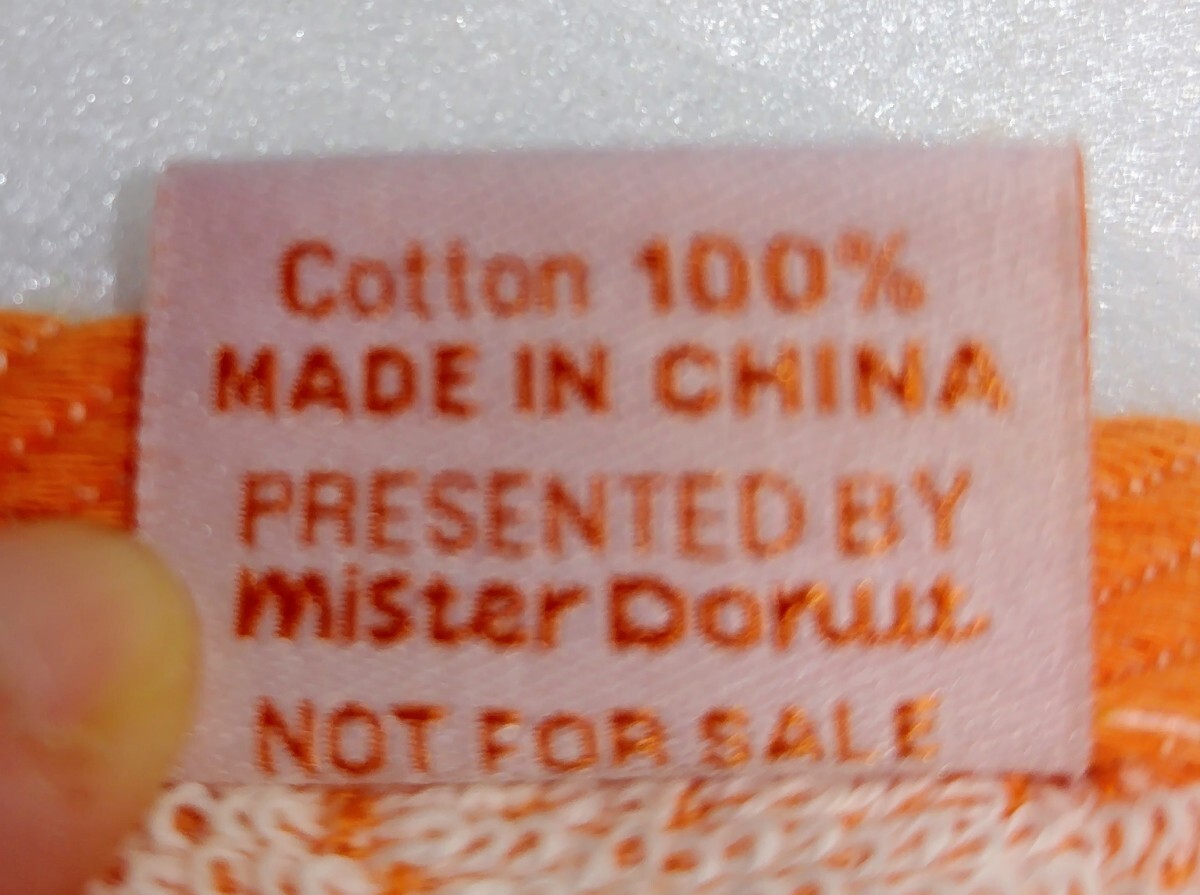 Cotton 100%
MADE IN CHINA
PRESENTED BY
mister Donut.
NOT FOR SALE